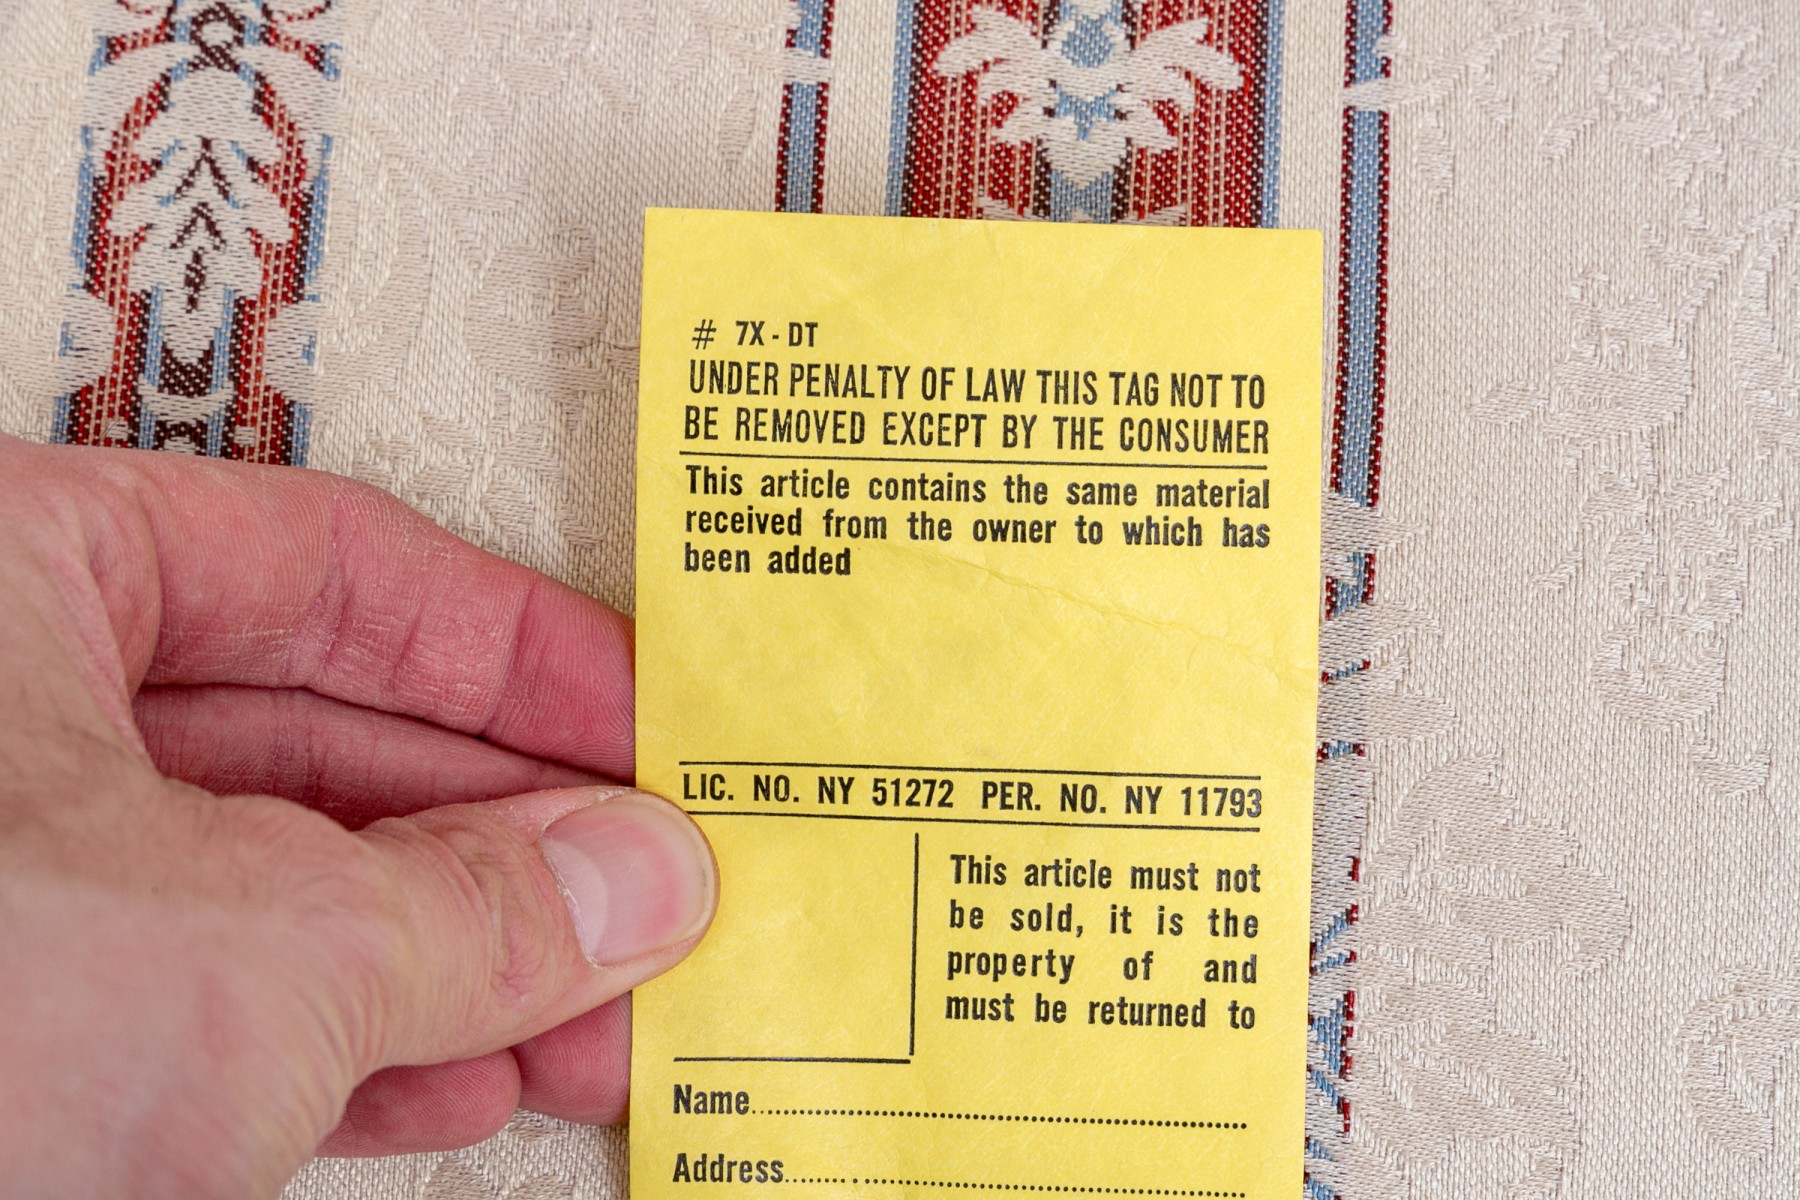 # 7X - DT
UNDER PENALTY OF LAW THIS TAG NOT TO
BE REMOVED EXCEPT BY THE CONSUMER
This article contains the same material
received from the owner to which has
been added
LIC. NO. NY 51272 PER. NO. NY 11793
This article must not
be sold, it is the
property of and
must be returned to
Name..............................................................
Address..........................................................